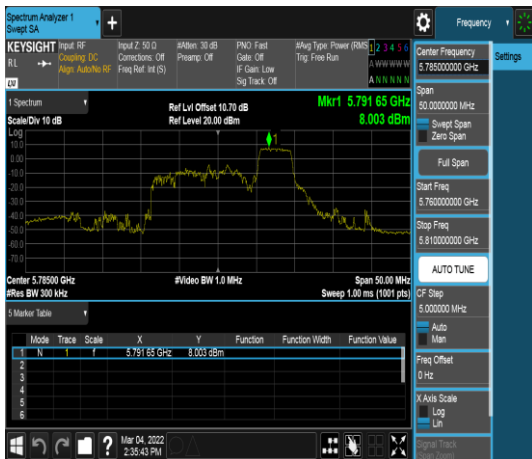 Spectrum Analyzer 1
Swept SA
+
Frequency
Settings
KEYSIGHT
RL
LXI
Input: RF
Coupling: DC
Align: Auto/No RF
Input Z: 50 Ω
Corrections: Off
Freq Ref: Int (S)
#Atten: 30 dB
Preamp: Off
PNO: Fast
Gate: Off
IF Gain: Low
Sig Track: Off
#Avg Type: Power (RMS
Trig: Free Run
1 2 3 4 5 6
A WWWWW
A N N N N N
1 Spectrum
Scale/Div 10 dB
Ref Lvl Offset 10.70 dB
Ref Level 20.00 dBm
Mkr1 5.791 65 GHz
8.003 dBm
Log
10.0
0.00
-10.0
-20.0
-30.0
-40.0
-50.0
-60.0
-70.0
1
Center 5.78500 GHz
#Res BW 300 kHz
#Video BW 1.0 MHz
Span 50.00 MHz
Sweep 1.00 ms (1001 pts)
5 Marker Table
Mode Trace Scale X Y Function Function Width Function Value
1 N 1 f 5.791 65 GHz 8.003 dBm
2
3
4
5
6
Center Frequency
5.785000000 GHz
Span
50.0000000 MHz
Swept Span
Zero Span
Full Span
Start Freq
5.760000000 GHz
Stop Freq
5.810000000 GHz
AUTO TUNE
CF Step
5.000000 MHz
Auto
Man
Freq Offset
0 Hz
X Axis Scale
Log
Lin
Signal Track
(Span Zoom)
?
Mar 04, 2022
2:35:43 PM